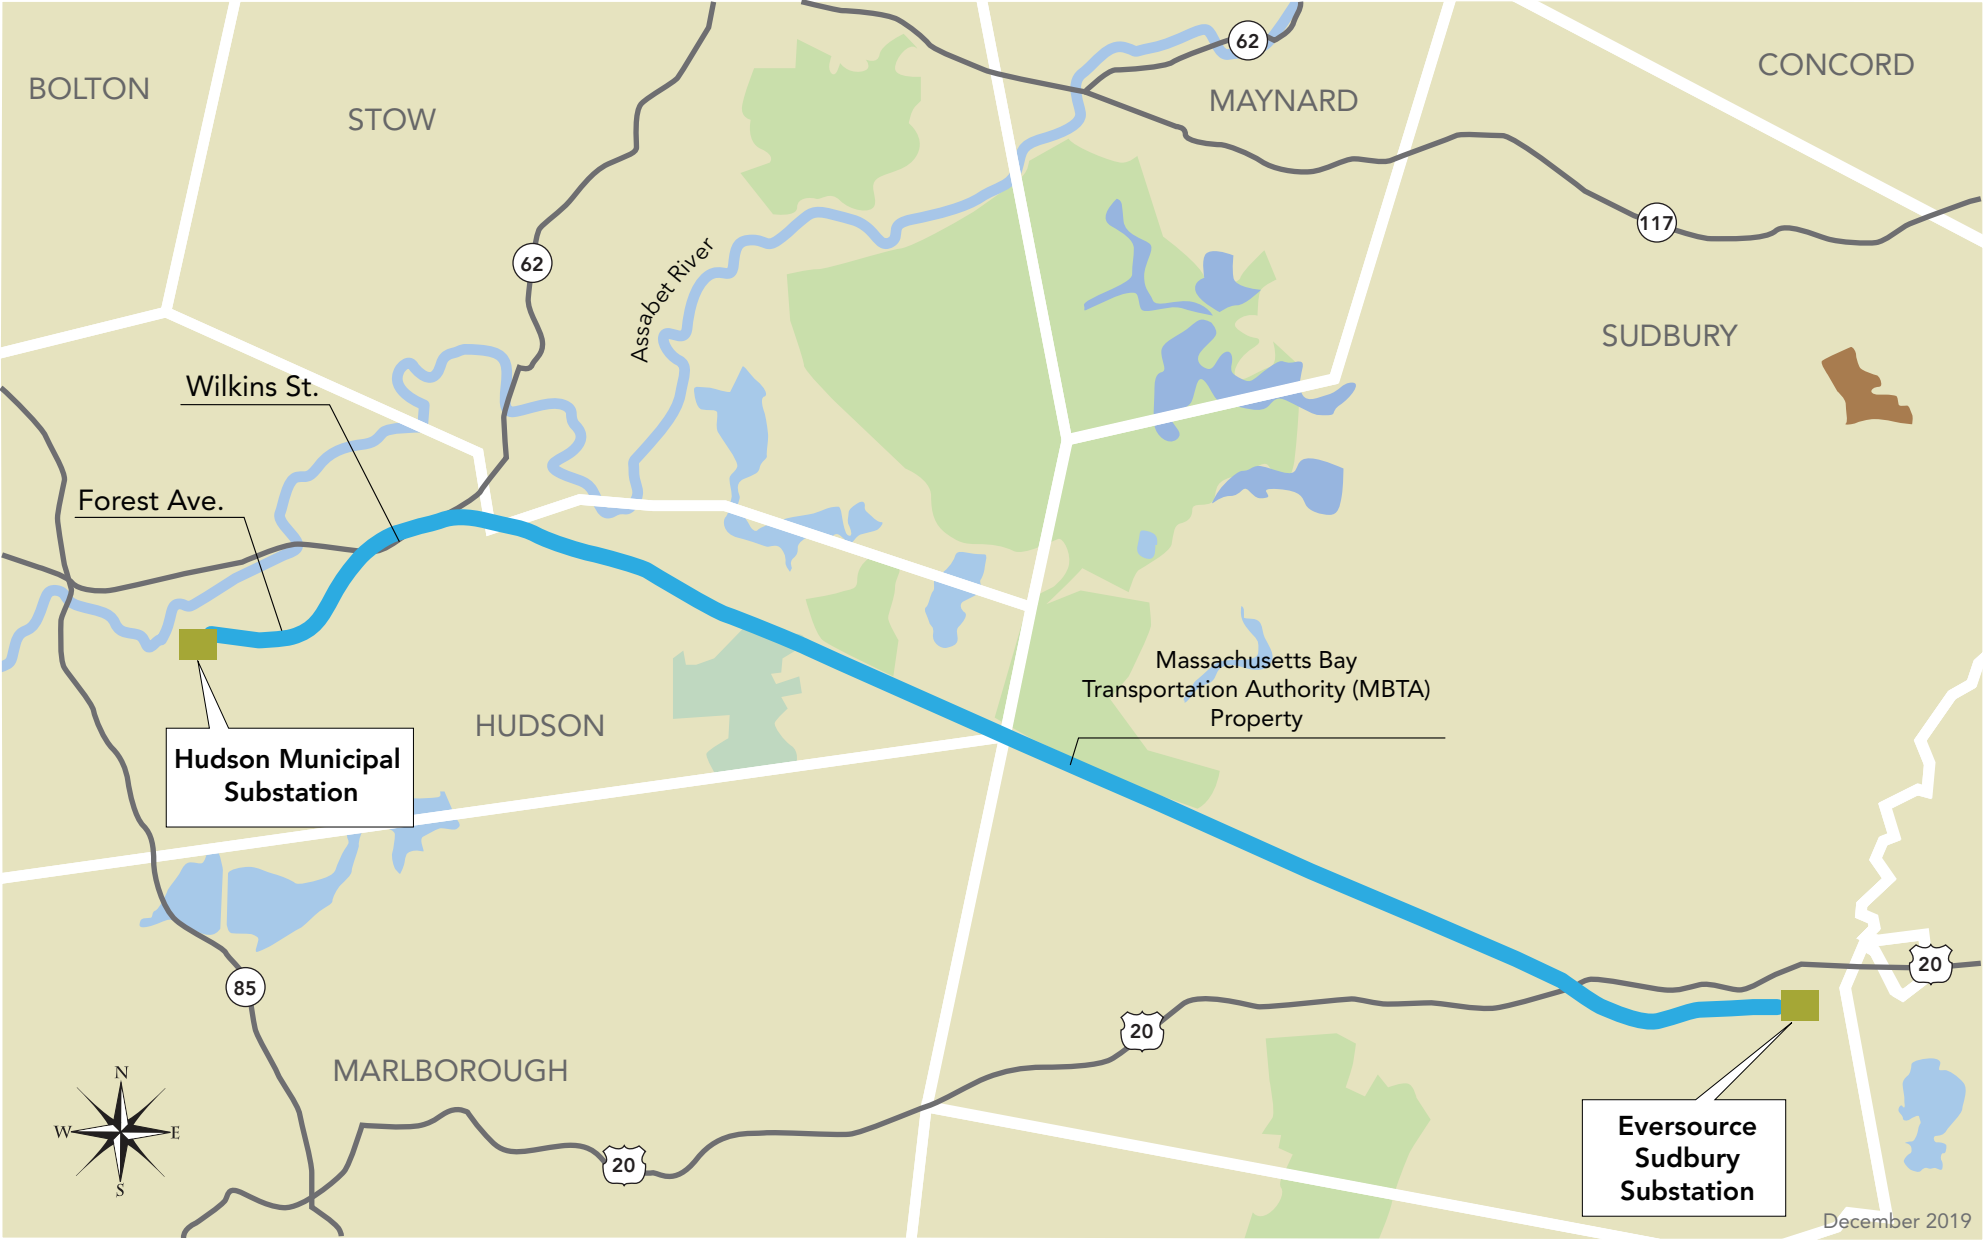 62
CONCORD
BOLTON
MAYNARD
STOW
117
62
Assabet River
SUDBURY
Wilkins St.
Forest Ave.
Massachusetts Bay
Transportation Authority (MBTA)
Property
HUDSON
Hudson Municipal
Substation
20
85
20
MARLBOROUGH
N
W
E
S
20
Eversource
Sudbury
Substation
December 2019